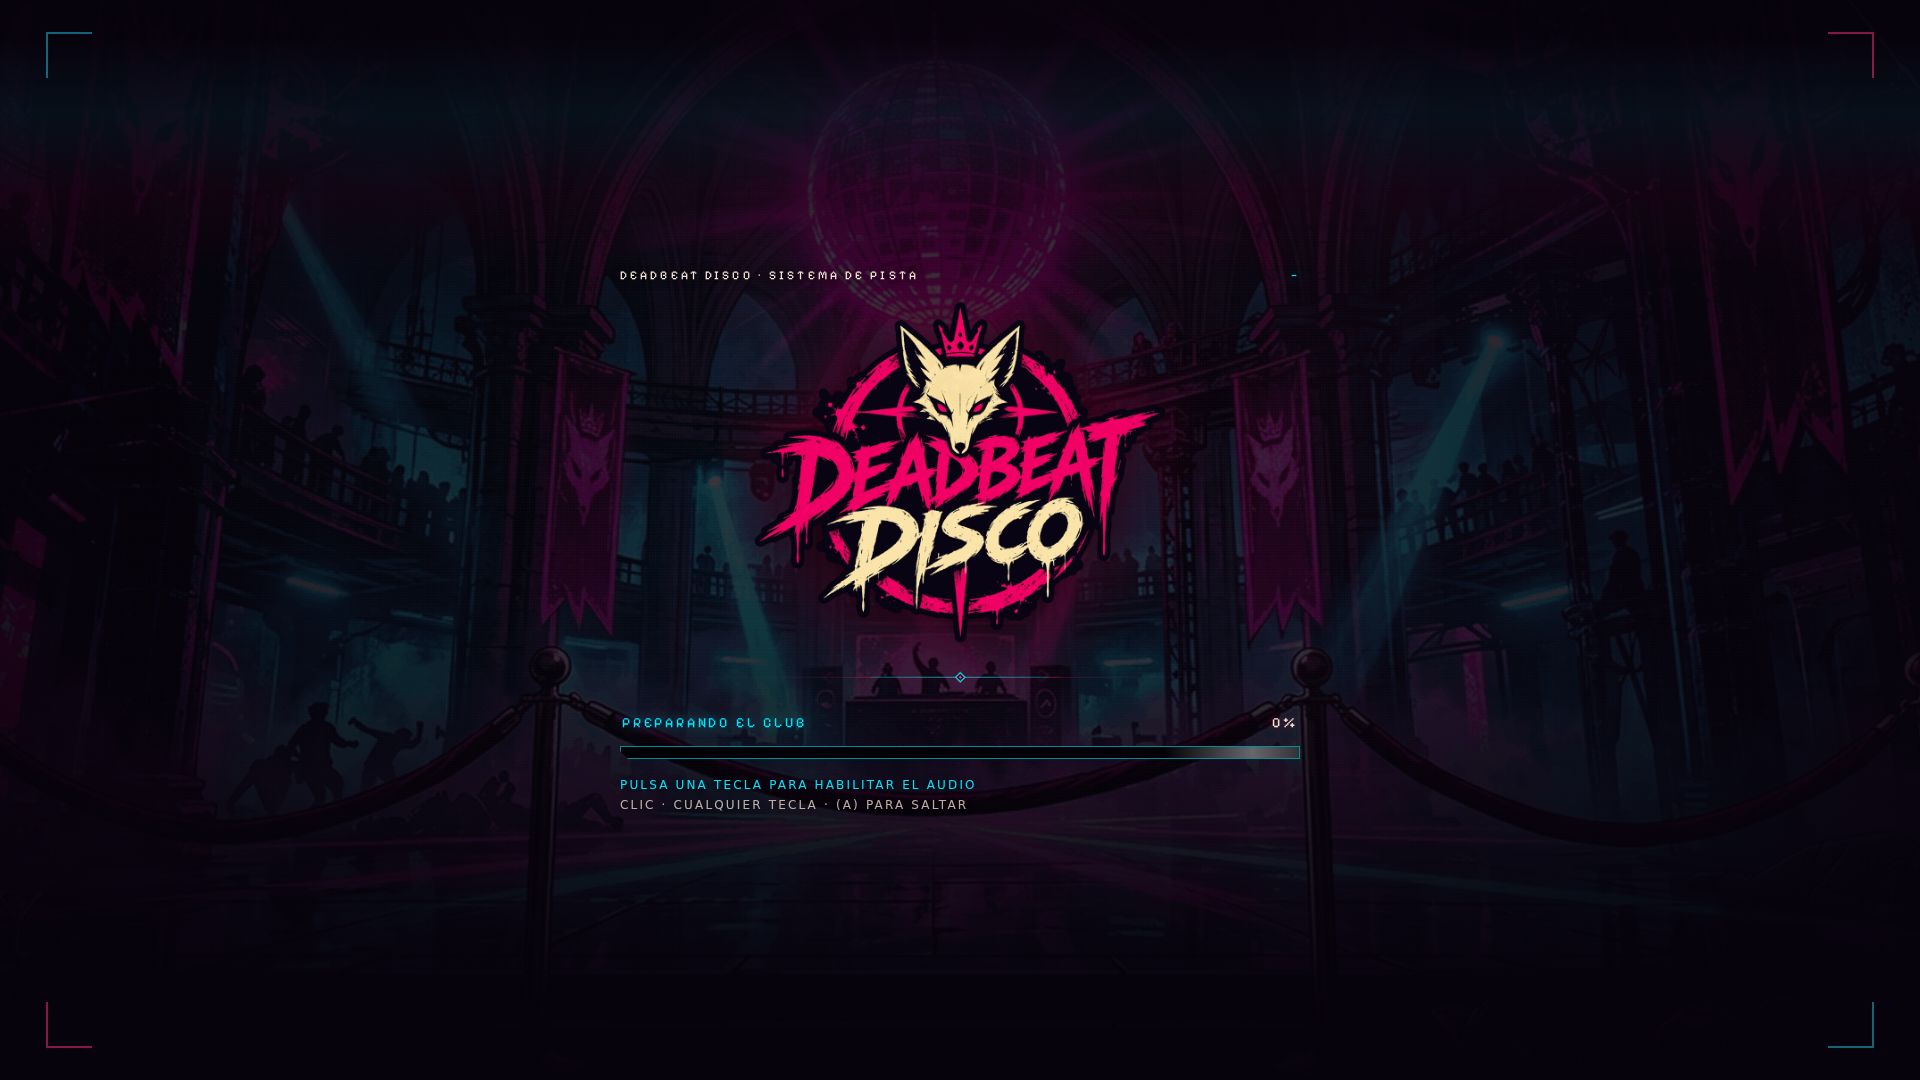 DEADBEAT DISCO · SISTEMA DE PISTA -
DEADBEAT
DISCO
PREPARANDO EL CLUB 0%
PULSA UNA TECLA PARA HABILITAR EL AUDIO
CLIC · CUALQUIER TECLA · (A) PARA SALTAR